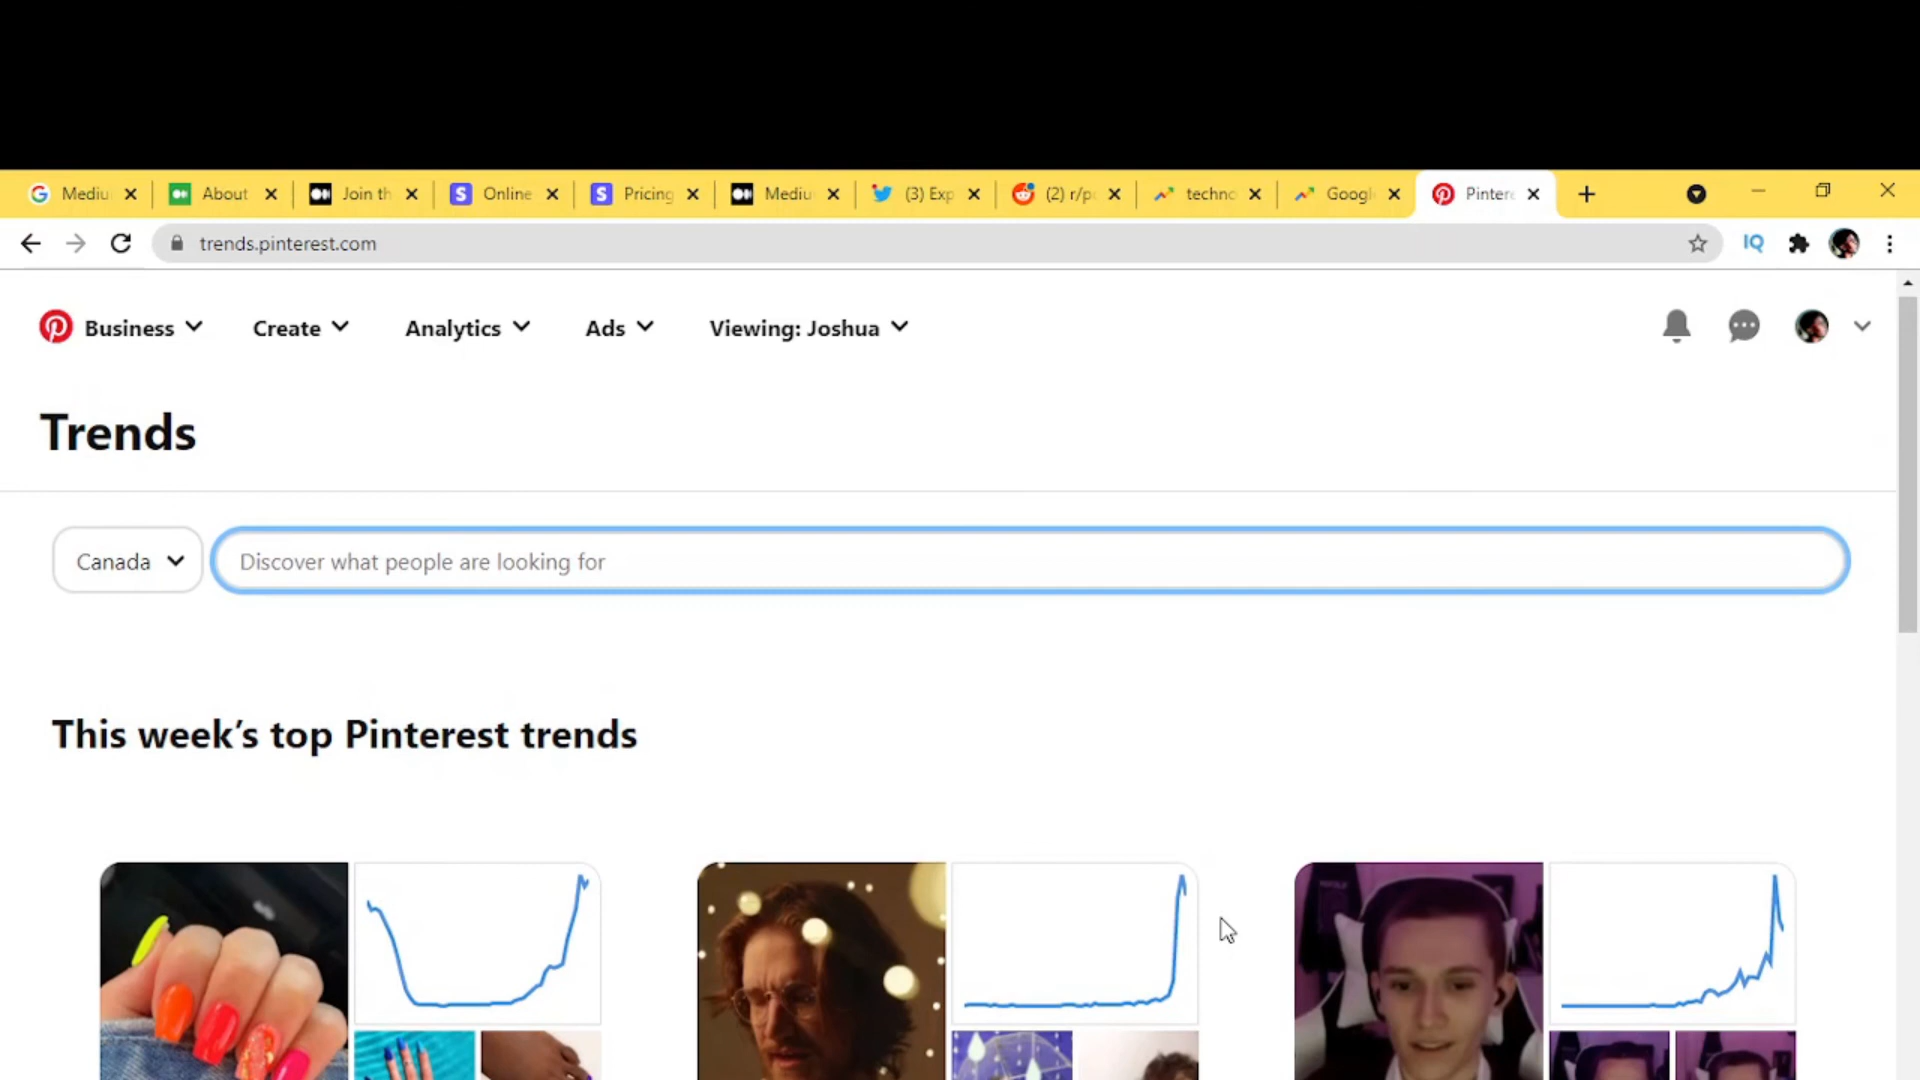 Mediu
About
Join th
Online
Pricing
Mediu
(3) Exp
(2) r/p
techno
Googl
Pinter
trends.pinterest.com
IQ
Business
Create
Analytics
Ads
Viewing: Joshua
Trends
Canada
Discover what people are looking for
This week's top Pinterest trends